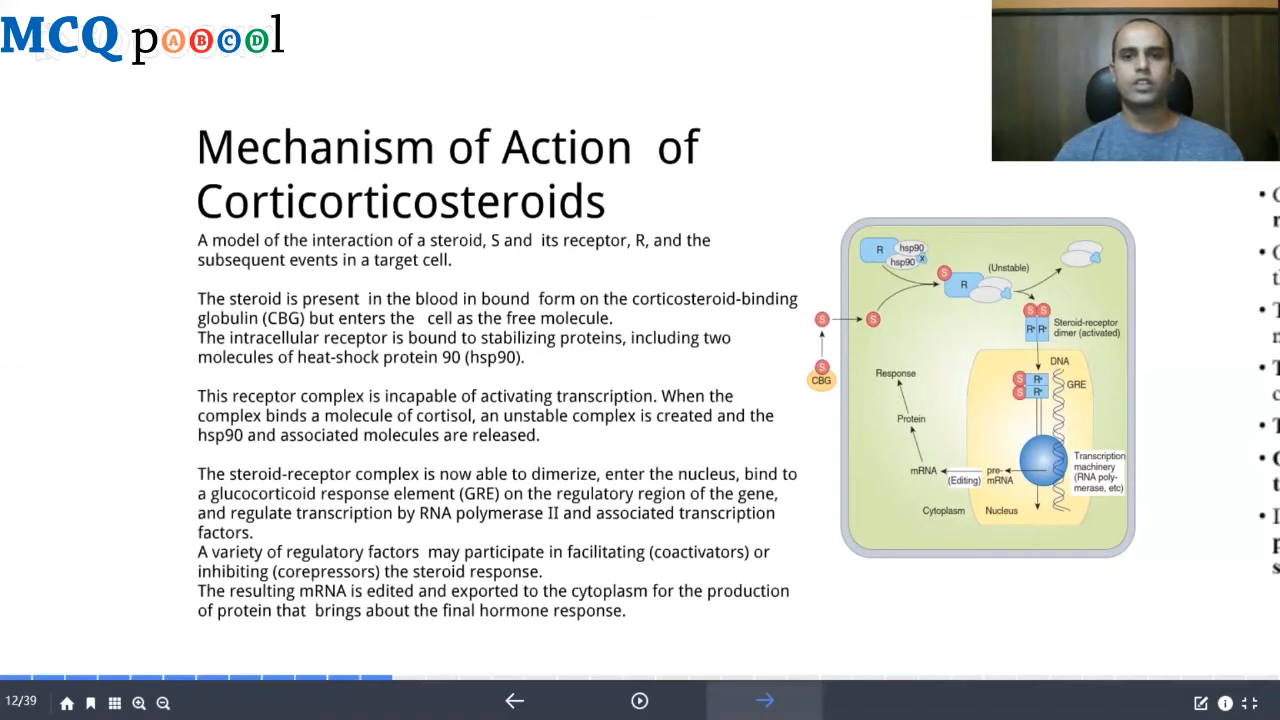 MCQ pABCDl
Mechanism of Action of
Corticorticosteroids
A model of the interaction of a steroid, S and its receptor, R, and the
subsequent events in a target cell.
The steroid is present in the blood in bound form on the corticosteroid-binding
globulin (CBG) but enters the cell as the free molecule.
The intracellular receptor is bound to stabilizing proteins, including two
molecules of heat-shock protein 90 (hsp90).
This receptor complex is incapable of activating transcription. When the
complex binds a molecule of cortisol, an unstable complex is created and the
hsp90 and associated molecules are released.
The steroid-receptor complex is now able to dimerize, enter the nucleus, bind to
a glucocorticoid response element (GRE) on the regulatory region of the gene,
and regulate transcription by RNA polymerase II and associated transcription
factors.
A variety of regulatory factors may participate in facilitating (coactivators) or
inhibiting (corepressors) the steroid response.
The resulting mRNA is edited and exported to the cytoplasm for the production
of protein that brings about the final hormone response.
R
hsp90
hsp90
X
S
R
(Unstable)
S
S
S
CBG
S S
R* R*
Steroid-receptor
dimer (activated)
DNA
GRE
S R*
S R*
Response
Protein
mRNA
(Editing)
pre-
mRNA
Transcription
machinery
(RNA poly-
merase, etc)
Cytoplasm
Nucleus
12/39